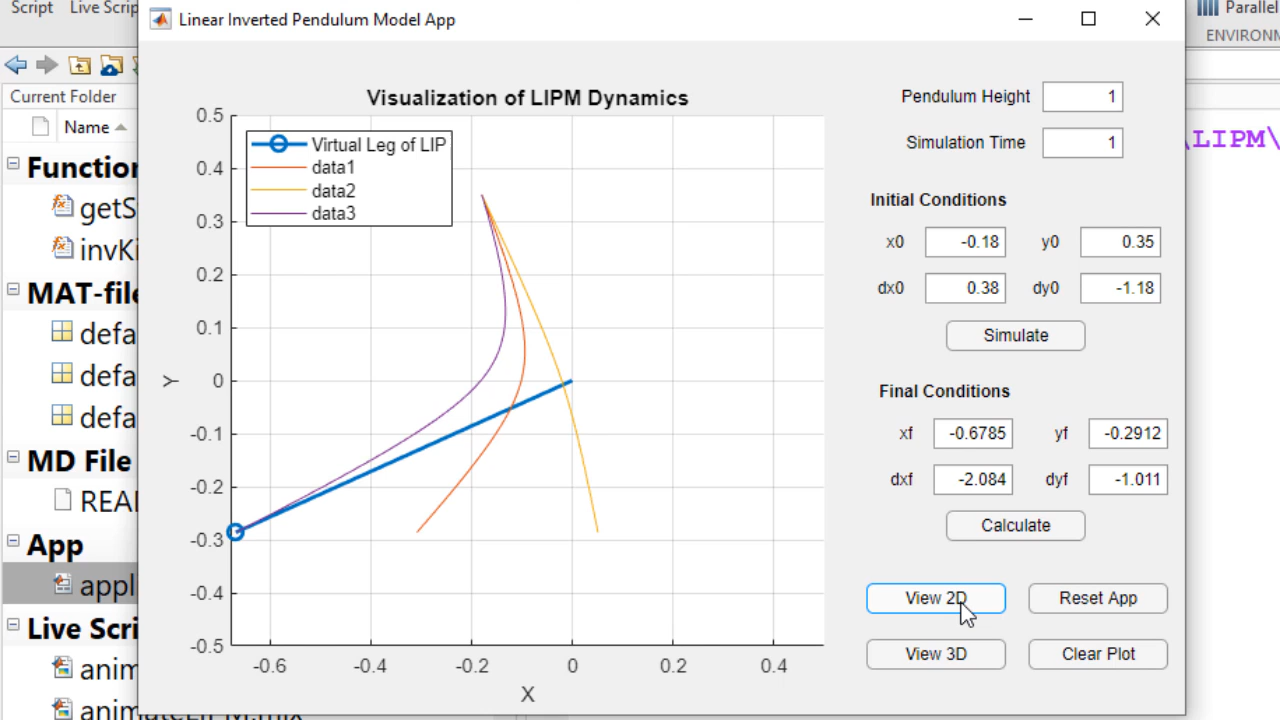 Script Live Scrip
Linear Inverted Pendulum Model App
Parallel
ENVIRONM
Current Folder
Name
Function
getS
invKi
MAT-file
defa
defa
defa
MD File
REAI
App
appl
Live Scri
anim
animateLIPM.mlx
\LIPM\
Visualization of LIPM Dynamics
0.5
0.4
0.3
0.2
0.1
0
-0.1
-0.2
-0.3
-0.4
-0.5
Y
Virtual Leg of LIP
data1
data2
data3
-0.6 -0.4 -0.2 0 0.2 0.4
X
Pendulum Height 1
Simulation Time 1
Initial Conditions
x0 -0.18 y0 0.35
dx0 0.38 dy0 -1.18
Simulate
Final Conditions
xf -0.6785 yf -0.2912
dxf -2.084 dyf -1.011
Calculate
View 2D Reset App
View 3D Clear Plot